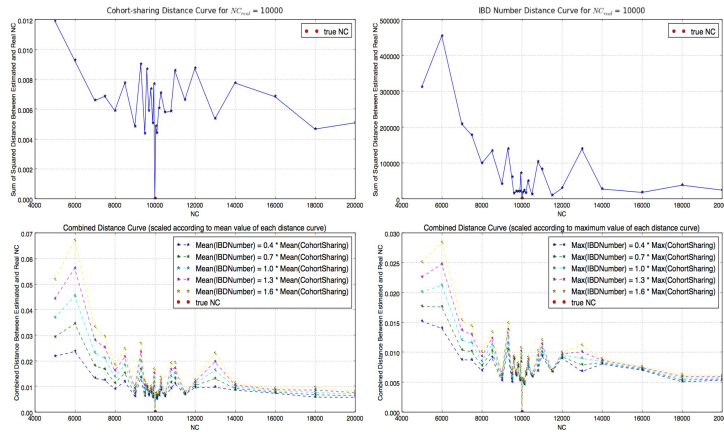 Cohort-sharing Distance Curve for NC_real = 10000
Sum of Squared Distance Between Estimated and Real NC
0.012
0.010
0.008
0.006
0.004
0.002
0.000
true NC
4000 6000 8000 10000 12000 14000 16000 18000 20000
NC
IBD Number Distance Curve for NC_real = 10000
Sum of Squared Distance Between Estimated and Real NC
500000
400000
300000
200000
100000
0
true NC
4000 6000 8000 10000 12000 14000 16000 18000 20000
NC
Combined Distance Curve (scaled according to mean value of each distance curve)
Combined Distance Between Estimated and Real NC
0.07
0.06
0.05
0.04
0.03
0.02
0.01
0.00
Mean(IBDNumber) = 0.4 * Mean(CohortSharing)
Mean(IBDNumber) = 0.7 * Mean(CohortSharing)
Mean(IBDNumber) = 1.0 * Mean(CohortSharing)
Mean(IBDNumber) = 1.3 * Mean(CohortSharing)
Mean(IBDNumber) = 1.6 * Mean(CohortSharing)
true NC
4000 6000 8000 10000 12000 14000 16000 18000 20000
NC
Combined Distance Curve (scaled according to maximum value of each distance curve)
Combined Distance Between Estimated and Real NC
0.030
0.025
0.020
0.015
0.010
0.005
0.000
Max(IBDNumber) = 0.4 * Max(CohortSharing)
Max(IBDNumber) = 0.7 * Max(CohortSharing)
Max(IBDNumber) = 1.0 * Max(CohortSharing)
Max(IBDNumber) = 1.3 * Max(CohortSharing)
Max(IBDNumber) = 1.6 * Max(CohortSharing)
true NC
4000 6000 8000 10000 12000 14000 16000 18000 20000
NC